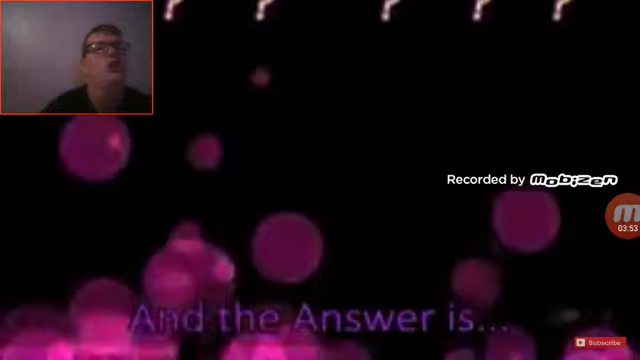 ? ? ? ? ?
Recorded by mobizen
03:53
And the Answer is...
Subscribe